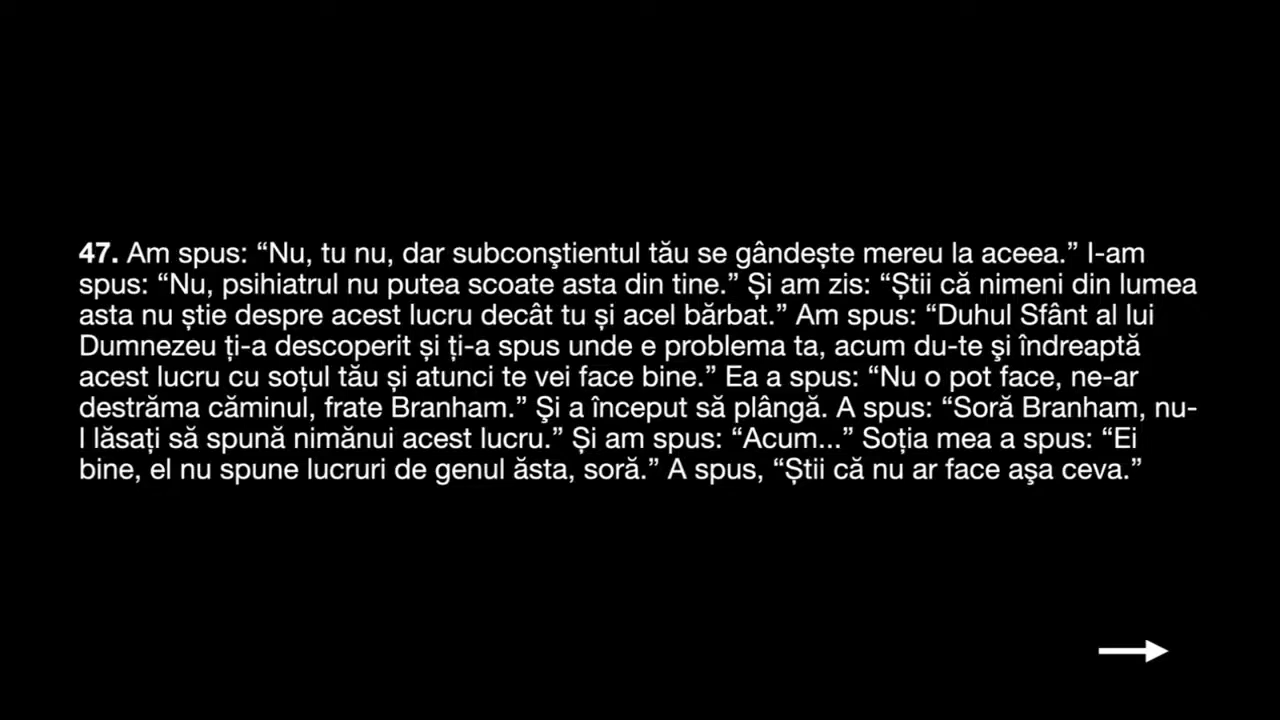 47. Am spus: “Nu, tu nu, dar subconştientul tău se gândește mereu la aceea.” I-am
spus: “Nu, psihiatrul nu putea scoate asta din tine.” Și am zis: “Știi că nimeni din lumea
asta nu știe despre acest lucru decât tu și acel bărbat.” Am spus: “Duhul Sfânt al lui
Dumnezeu ți-a descoperit și ți-a spus unde e problema ta, acum du-te şi îndreaptă
acest lucru cu soțul tău și atunci te vei face bine.” Ea a spus: “Nu o pot face, ne-ar
destrăma căminul, frate Branham.” Şi a început să plângă. A spus: “Soră Branham, nu-
l lăsați să spună nimănui acest lucru.” Și am spus: “Acum...” Soția mea a spus: “Ei
bine, el nu spune lucruri de genul ăsta, soră.” A spus, “Știi că nu ar face aşa ceva.”